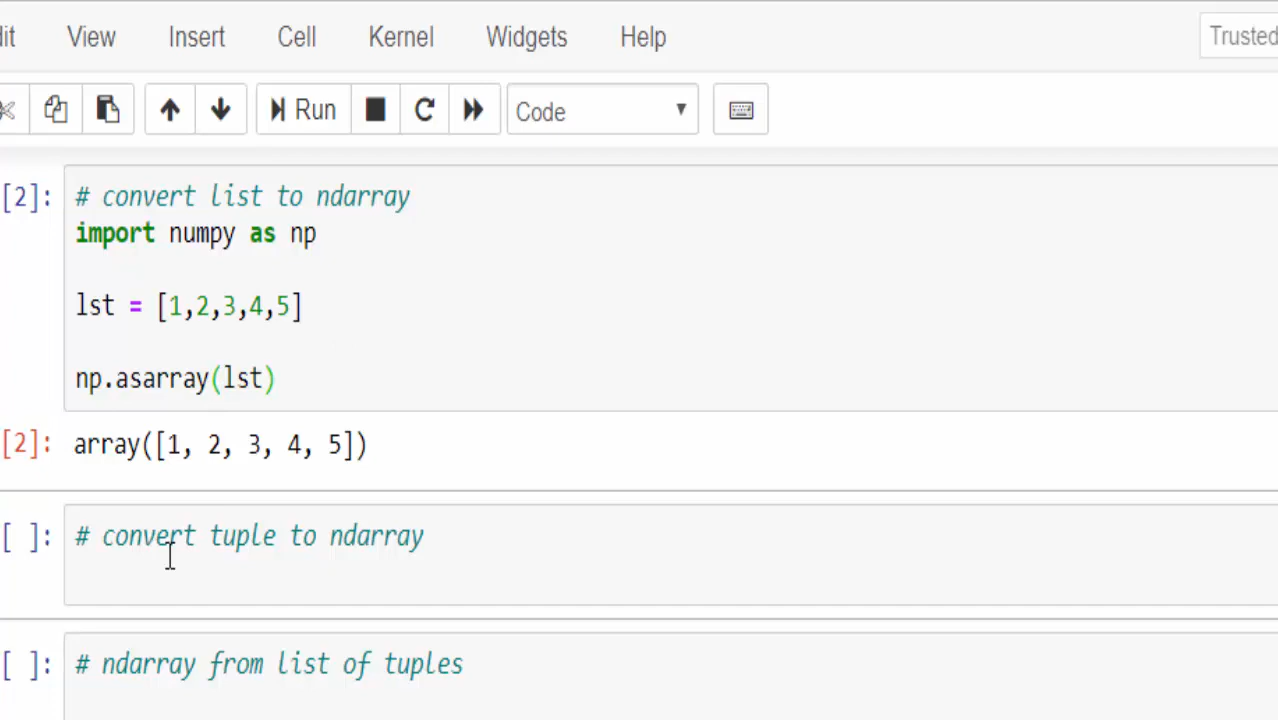 View Insert Cell Kernel Widgets Help Trusted
Run Code
[2]: # convert list to ndarray
import numpy as np
lst = [1,2,3,4,5]
np.asarray(lst)
[2]: array([1, 2, 3, 4, 5])
[ ]: # convert tuple to ndarray
[ ]: # ndarray from list of tuples